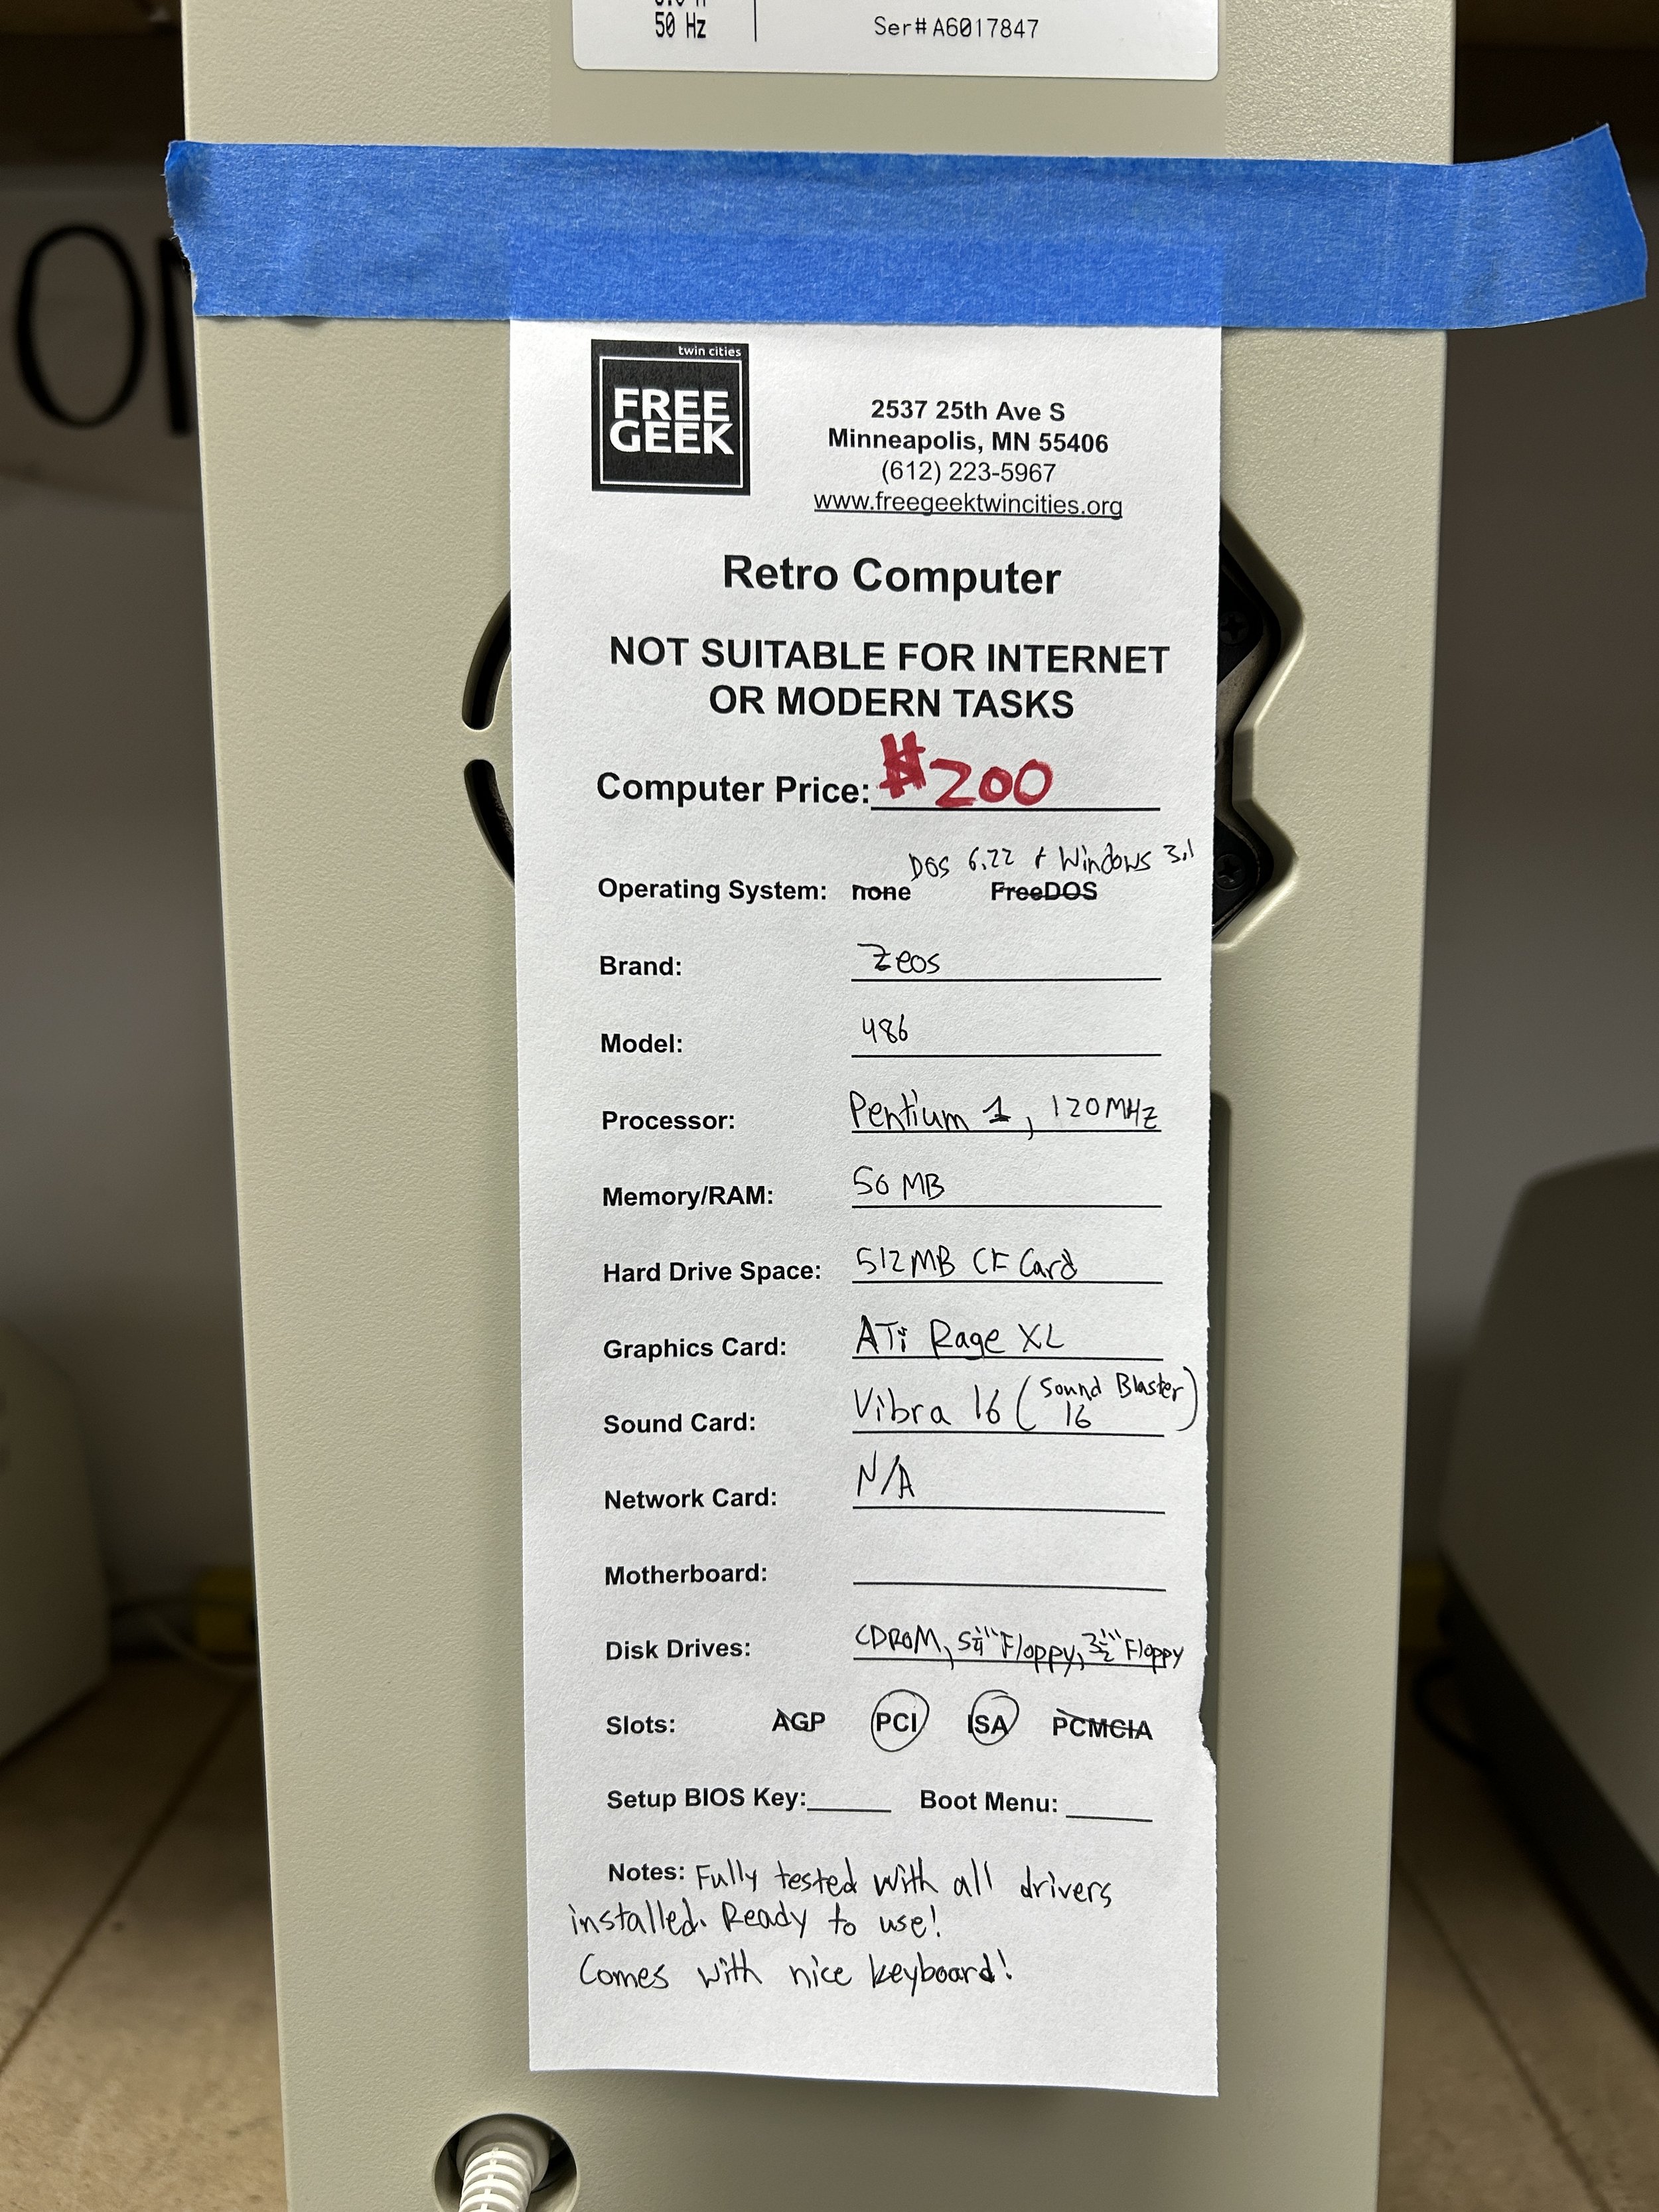 50 Hz
Ser# A6017847
twin cities
FREE
GEEK
2537 25th Ave S
Minneapolis, MN 55406
(612) 223-5967
www.freegeektwincities.org
Retro Computer
NOT SUITABLE FOR INTERNET
OR MODERN TASKS
Computer Price: $200
DOS 6.22 + Windows 3.1
Operating System: none FreeDOS
Brand: Zeos
Model: 486
Processor: Pentium 1, 120MHz
Memory/RAM: 56 MB
Hard Drive Space: 512MB CF Card
Graphics Card: ATi Rage XL
Sound Card: Vibra 16 (Sound Blaster 16)
Network Card: N/A
Motherboard:
Disk Drives: CDROM, 5¼" Floppy, 3½" Floppy
Slots: AGP PCI ISA PCMCIA
Setup BIOS Key: Boot Menu:
Notes: Fully tested with all drivers
installed. Ready to use!
Comes with nice keyboard!